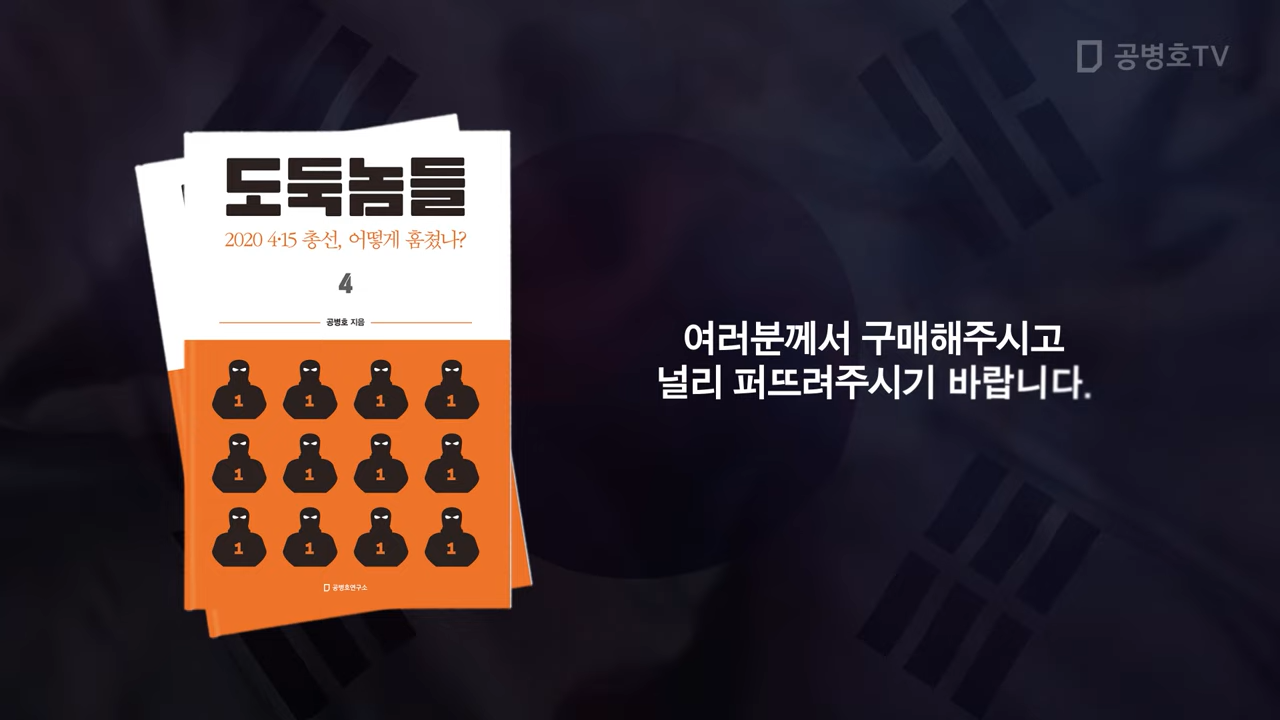 공병호TV
도둑놈들
2020 4·15 총선, 어떻게 훔쳤나?
4
공병호 지음
1 1 1 1
1 1 1 1
1 1 1 1
공병호연구소
여러분께서 구매해주시고
널리 퍼뜨려주시기 바랍니다.